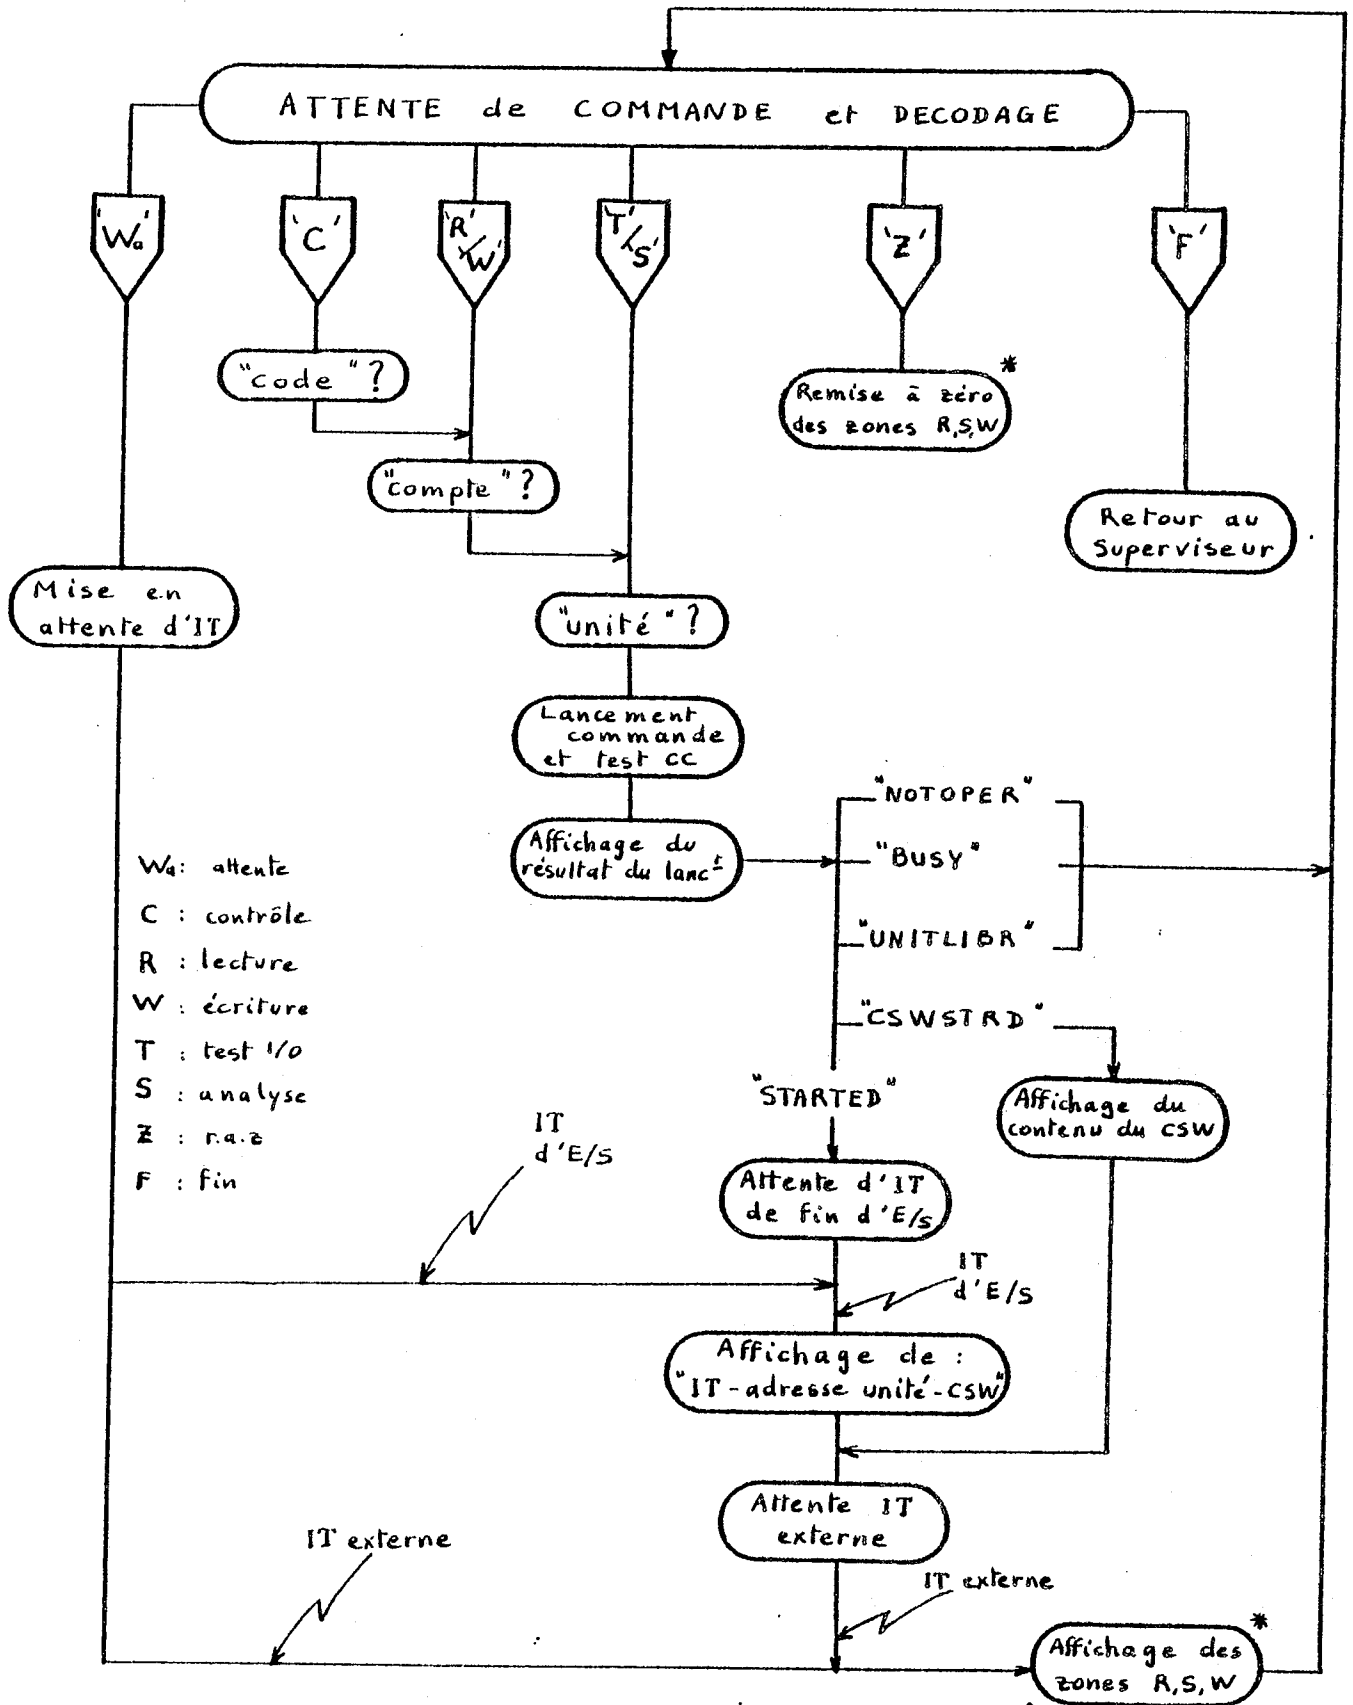 ATTENTE de COMMANDE et DECODAGE
'Wa'
'C'
'R'/'W'
'T'/'S'
'Z'
'F'
"code" ?
*
Remise à zéro
des zones R,S,W
"compte" ?
Retour au
Superviseur
Mise en
attente d'IT
"unité" ?
Lancement
commande
et test CC
"NOTOPER"
Affichage du
résultat du lanct
"BUSY"
"UNITLIBR"
"CSWSTRD"
"STARTED"
Affichage du
contenu du CSW
Wa: attente
C : contrôle
R : lecture
W : écriture
T : test I/O
S : analyse
Z : r.a.z
F : fin
IT
d'E/S
Attente d'IT
de fin d'E/S
IT
d'E/S
Affichage de :
"IT-adresse unité-CSW"
Attente IT
externe
IT externe
IT externe
*
Affichage des
zones R,S,W